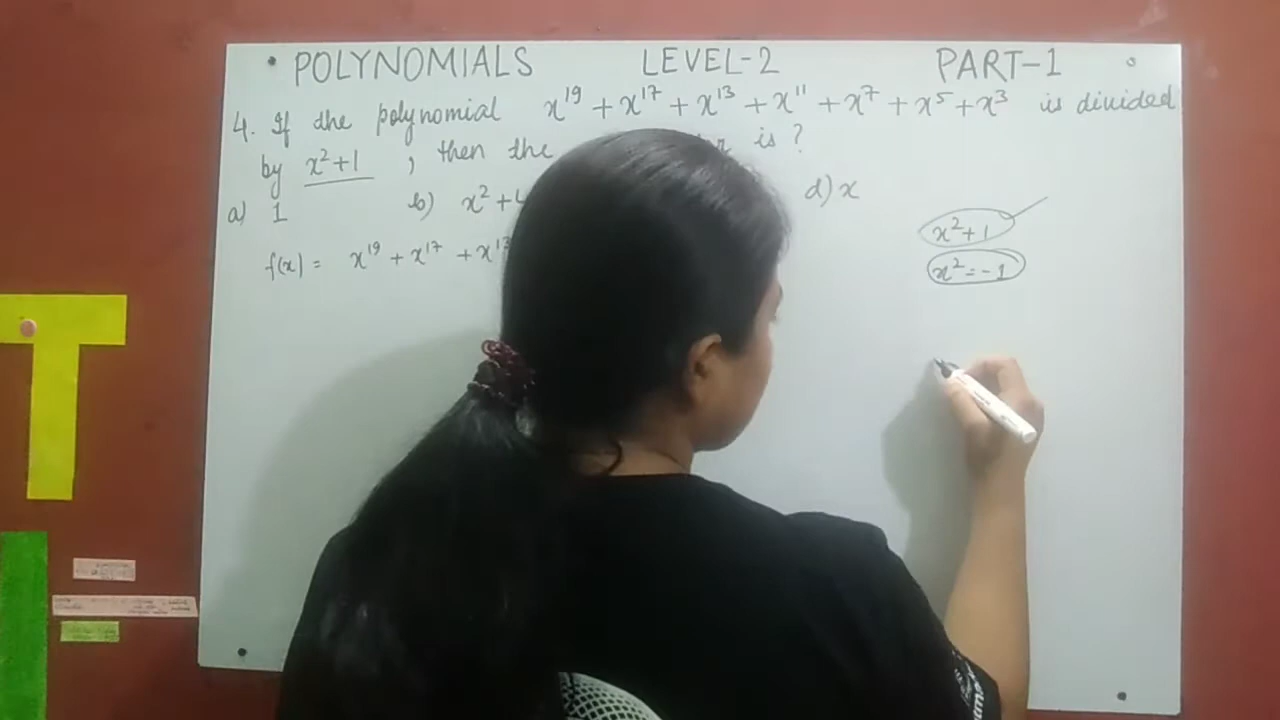 POLYNOMIALS LEVEL-2 PART-1
4. If the polynomial x¹⁹ + x¹⁷ + x¹³ + x¹¹ + x⁷ + x⁵ + x³ is divided
by x²+1, then the is ?
a) 1 b) x² + d) x
x²+1
f(x) = x¹⁹ + x¹⁷ + x¹³
x² = -1
T